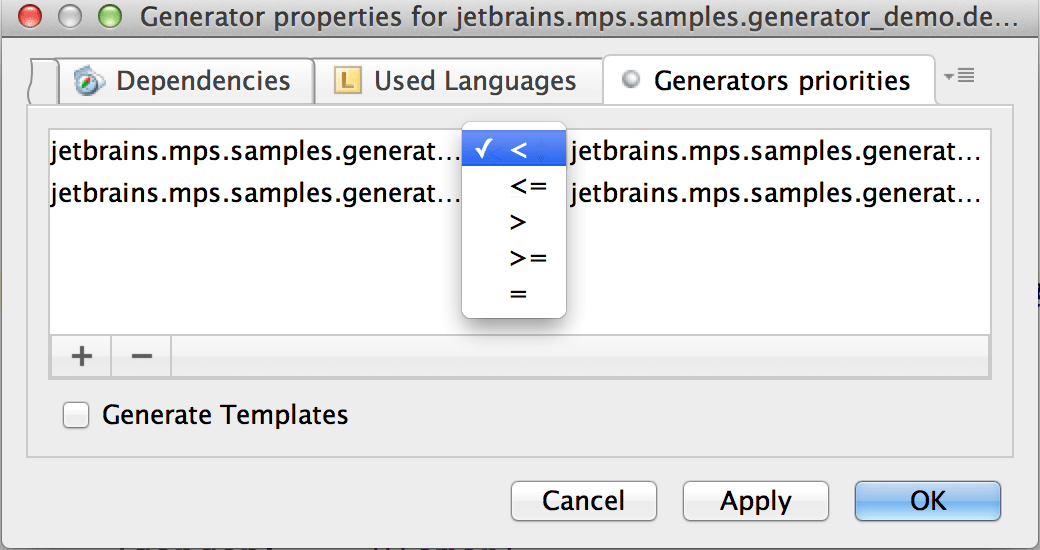 Generator properties for jetbrains.mps.samples.generator_demo.de...
Dependencies
L Used Languages
Generators priorities
jetbrains.mps.samples.generat... ✓ < jetbrains.mps.samples.generat...
<=
jetbrains.mps.samples.generat... jetbrains.mps.samples.generat...
>
>=
=
+ −
Generate Templates
Cancel Apply OK